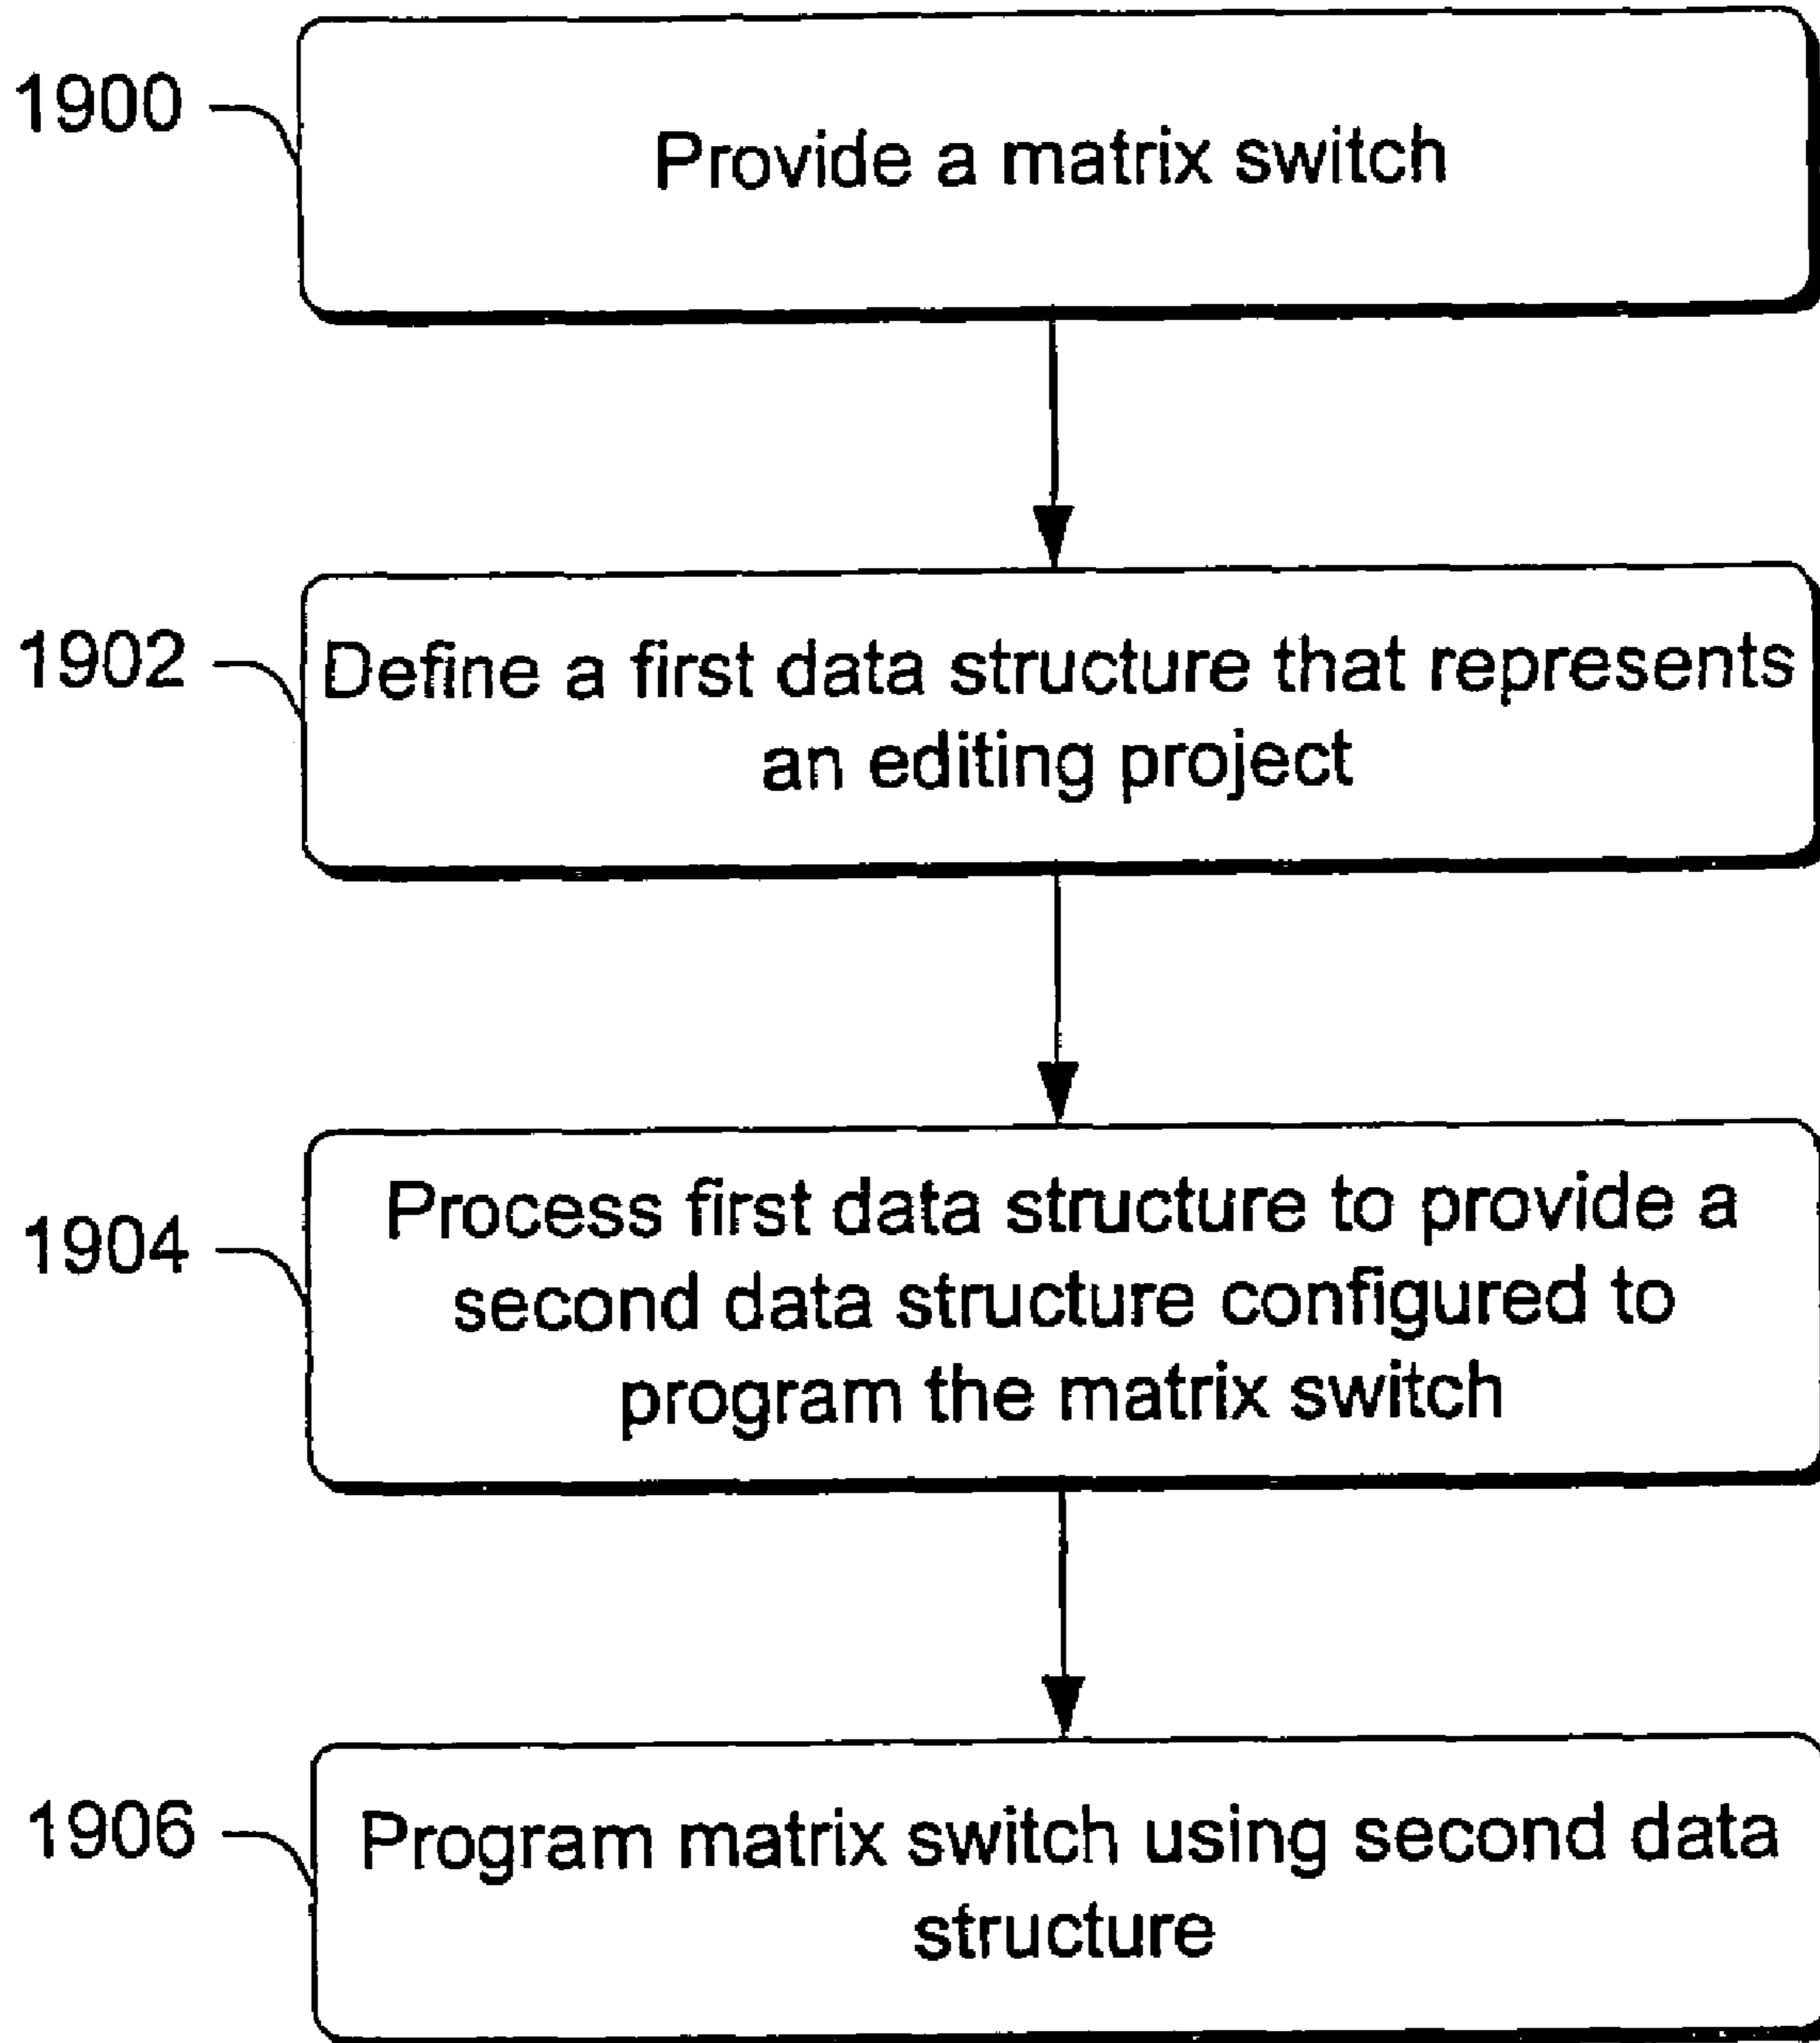 1900
Provide a matrix switch
1902
Define a first data structure that represents
an editing project
1904
Process first data structure to provide a
second data structure configured to
program the matrix switch
1906
Program matrix switch using second data
structure